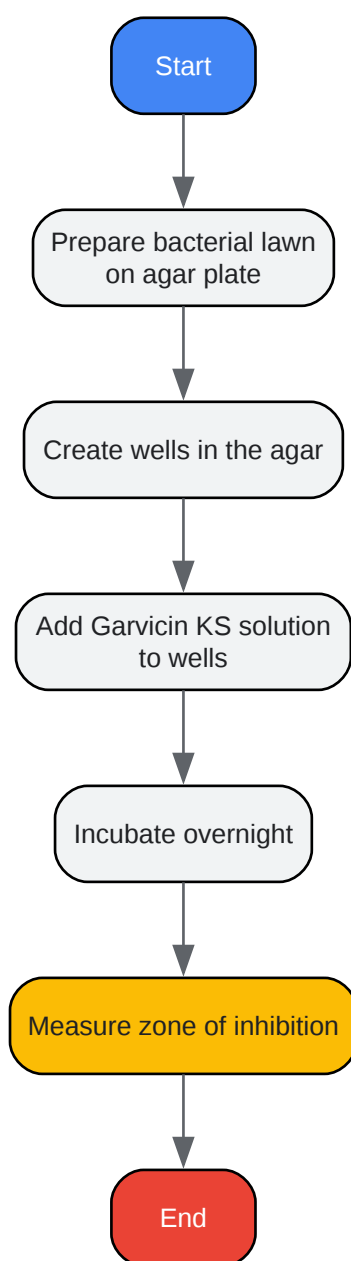 Start
Prepare bacterial lawn
on agar plate
Create wells in the agar
Add Garvicin KS solution
to wells
Incubate overnight
Measure zone of inhibition
End